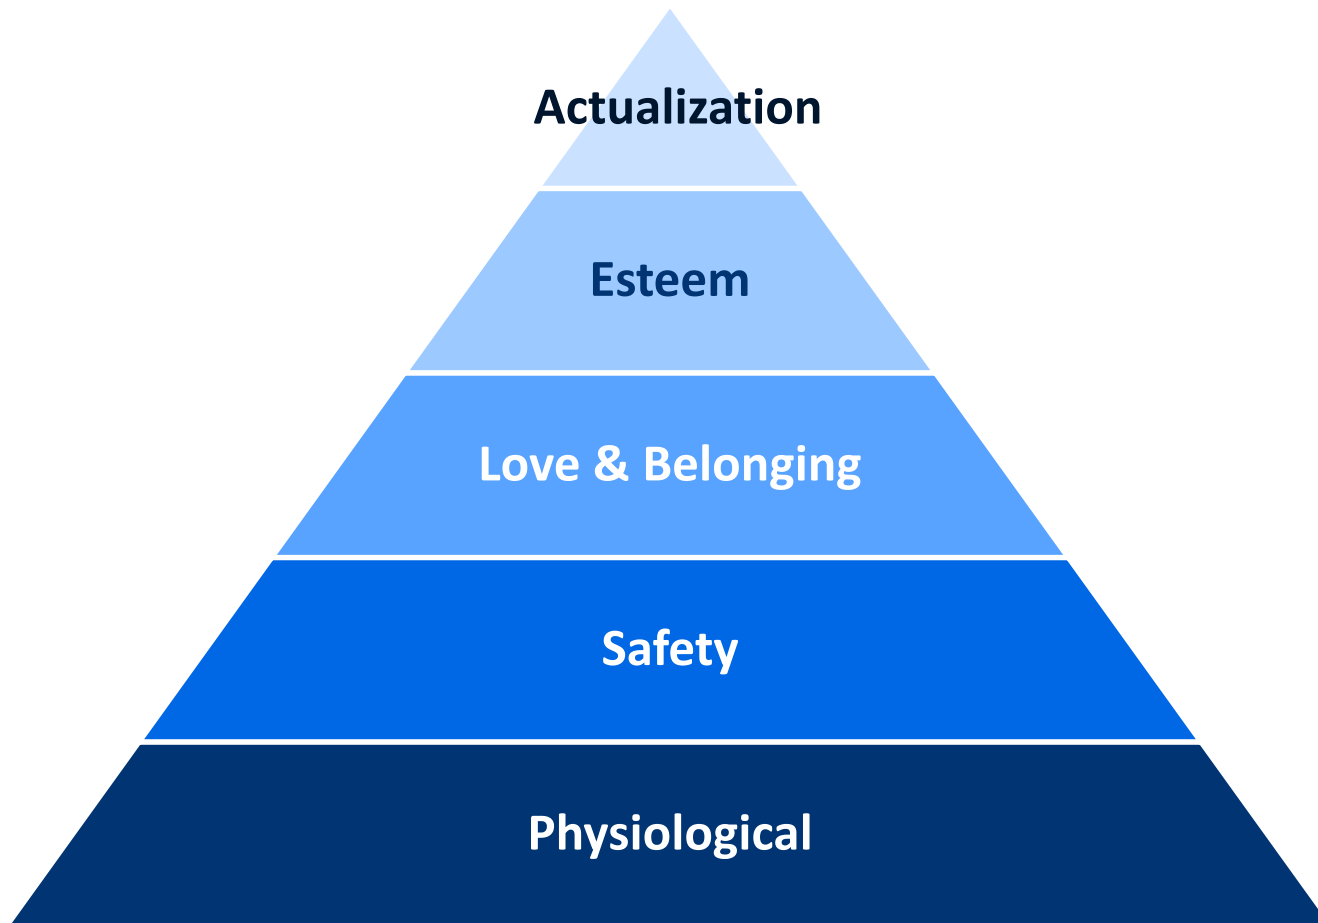 Actualization
Esteem
Love & Belonging
Safety
Physiological